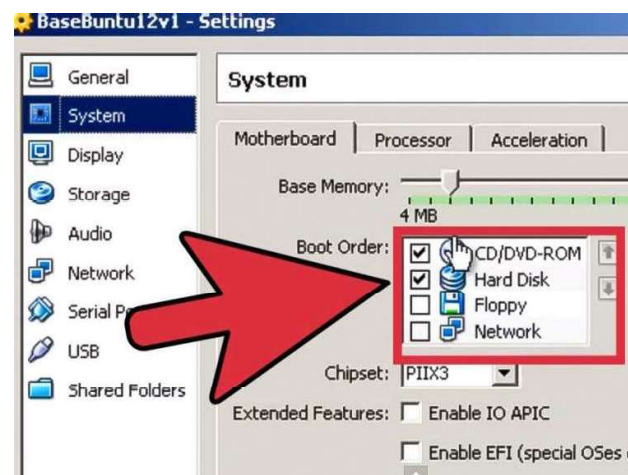 BaseBuntu12v1 - Settings
General
System
System
Display
Storage
Audio
Network
Serial
USB
Shared Folders
Motherboard
Processor
Acceleration
Base Memory:
4 MB
Boot Order:
CD/DVD-ROM
Hard Disk
Floppy
Network
Chipset:
PIIX3
Extended Features:
Enable IO APIC
Enable EFI (special OSes